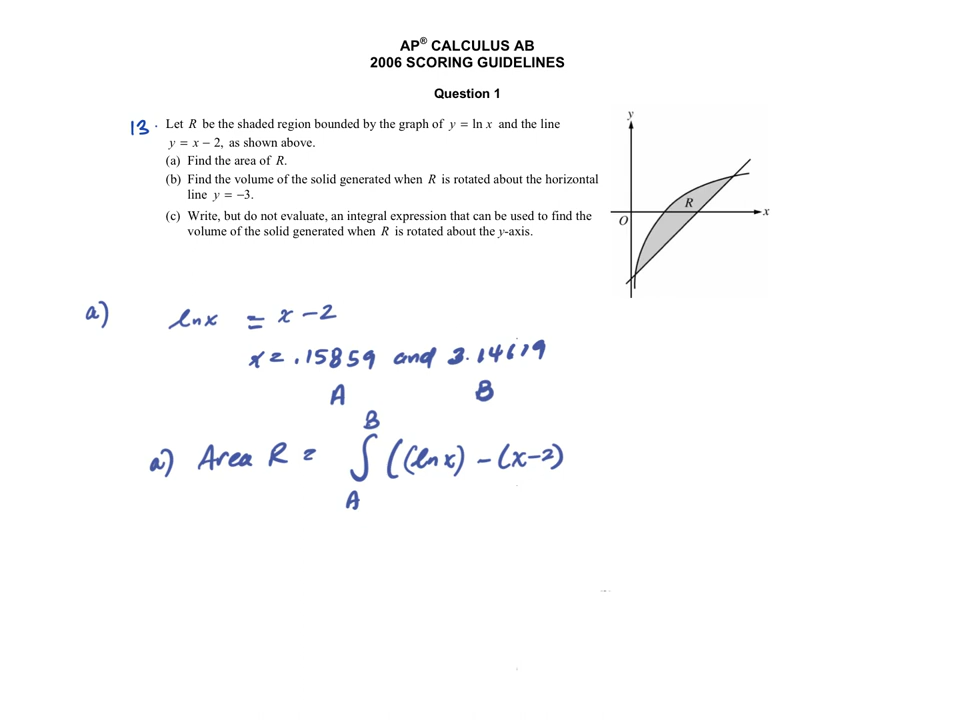 AP® CALCULUS AB
2006 SCORING GUIDELINES
Question 1
13. Let R be the shaded region bounded by the graph of y = ln x and the line
y = x − 2, as shown above.
(a) Find the area of R.
(b) Find the volume of the solid generated when R is rotated about the horizontal
line y = −3.
(c) Write, but do not evaluate, an integral expression that can be used to find the
volume of the solid generated when R is rotated about the y-axis.
y
R
O
x
a) ln x = x − 2
x = .15859 and 3.14619
A B
B
a) Area R = ∫ ((ln x) − (x−2)
A